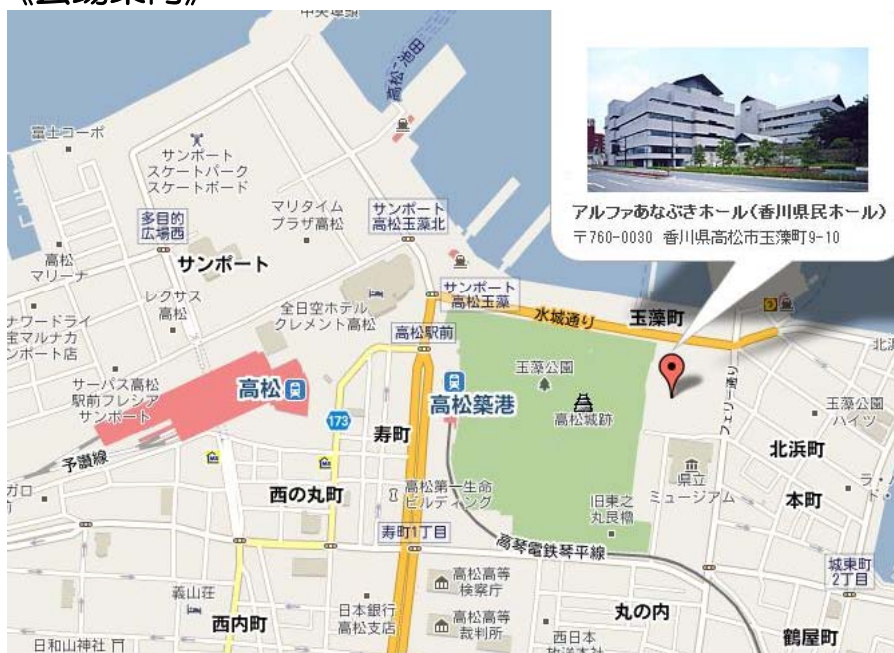 高松-池田
富士コーポ
サンポート
スケートパーク
スケートボード
マリタイム
プラザ高松
サンポート
高松玉藻北
多目的
広場西
アルファあなぶきホール(香川県民ホール)
〒760-0030 香川県高松市玉藻町9-10
高松
マリーナ
サンポート
レクサス
高松
全日空ホテル
クレメント高松
サンポート
高松玉藻
水城通り
玉藻町
9
高松駅前
サーパス高松
駅前フレシア
サンポート
高松
高松築港
玉藻公園
高松城跡
フェリー通り
玉藻公園
ハイツ
173
寿町
予讃線
北浜町
県立
ミュージアム
本町
西の丸町
高松第一生命
ビルディング
旧東之
丸艮櫓
寿町1丁目
高琴電鉄琴平線
城東町
2丁目
義山荘
高松高等
検察庁
丸の内
西内町
日本銀行
高松支店
高松高等
裁判所
西日本
鶴屋町
日和山神社